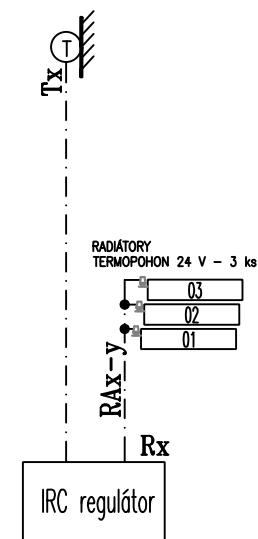 T
Tx
RADIÁTORY
TERMOPOHON 24 V - 3 ks
03
02
01
RAx-y
Rx
IRC regulátor